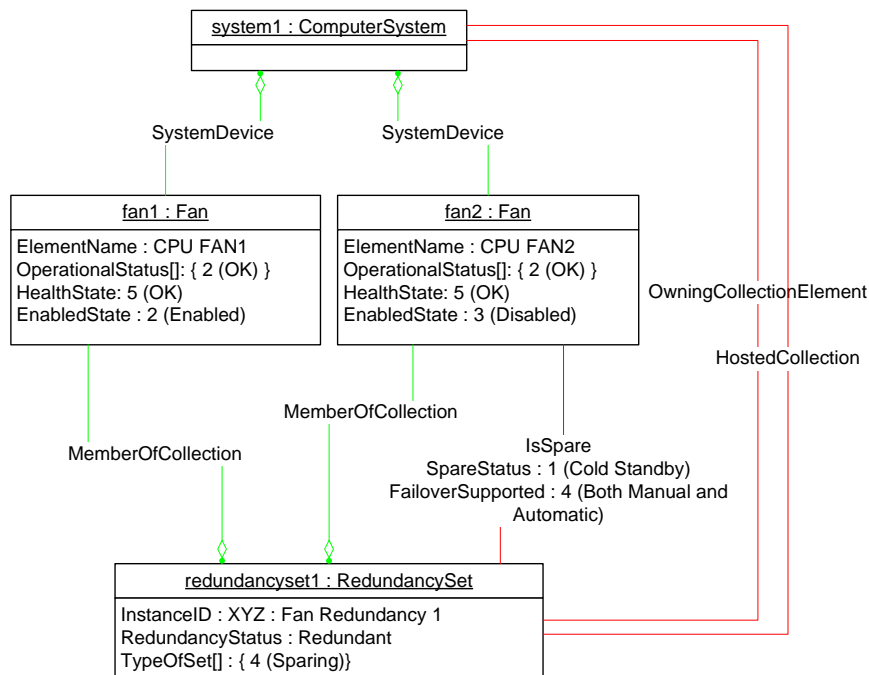 system1 : ComputerSystem
SystemDevice
SystemDevice
fan1 : Fan
ElementName : CPU FAN1
OperationalStatus[]: { 2 (OK) }
HealthState: 5 (OK)
EnabledState : 2 (Enabled)
fan2 : Fan
ElementName : CPU FAN2
OperationalStatus[]: { 2 (OK) }
HealthState: 5 (OK)
EnabledState : 3 (Disabled)
OwningCollectionElement
HostedCollection
MemberOfCollection
MemberOfCollection
IsSpare
SpareStatus : 1 (Cold Standby)
FailoverSupported : 4 (Both Manual and
Automatic)
redundancyset1 : RedundancySet
InstanceID : XYZ : Fan Redundancy 1
RedundancyStatus : Redundant
TypeOfSet[] : { 4 (Sparing)}